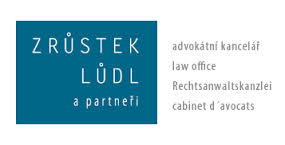 ZRŮSTEK
LŮDL
a partneři
advokátní kancelář
law office
Rechtsanwaltskanzlei
cabinet d´avocats